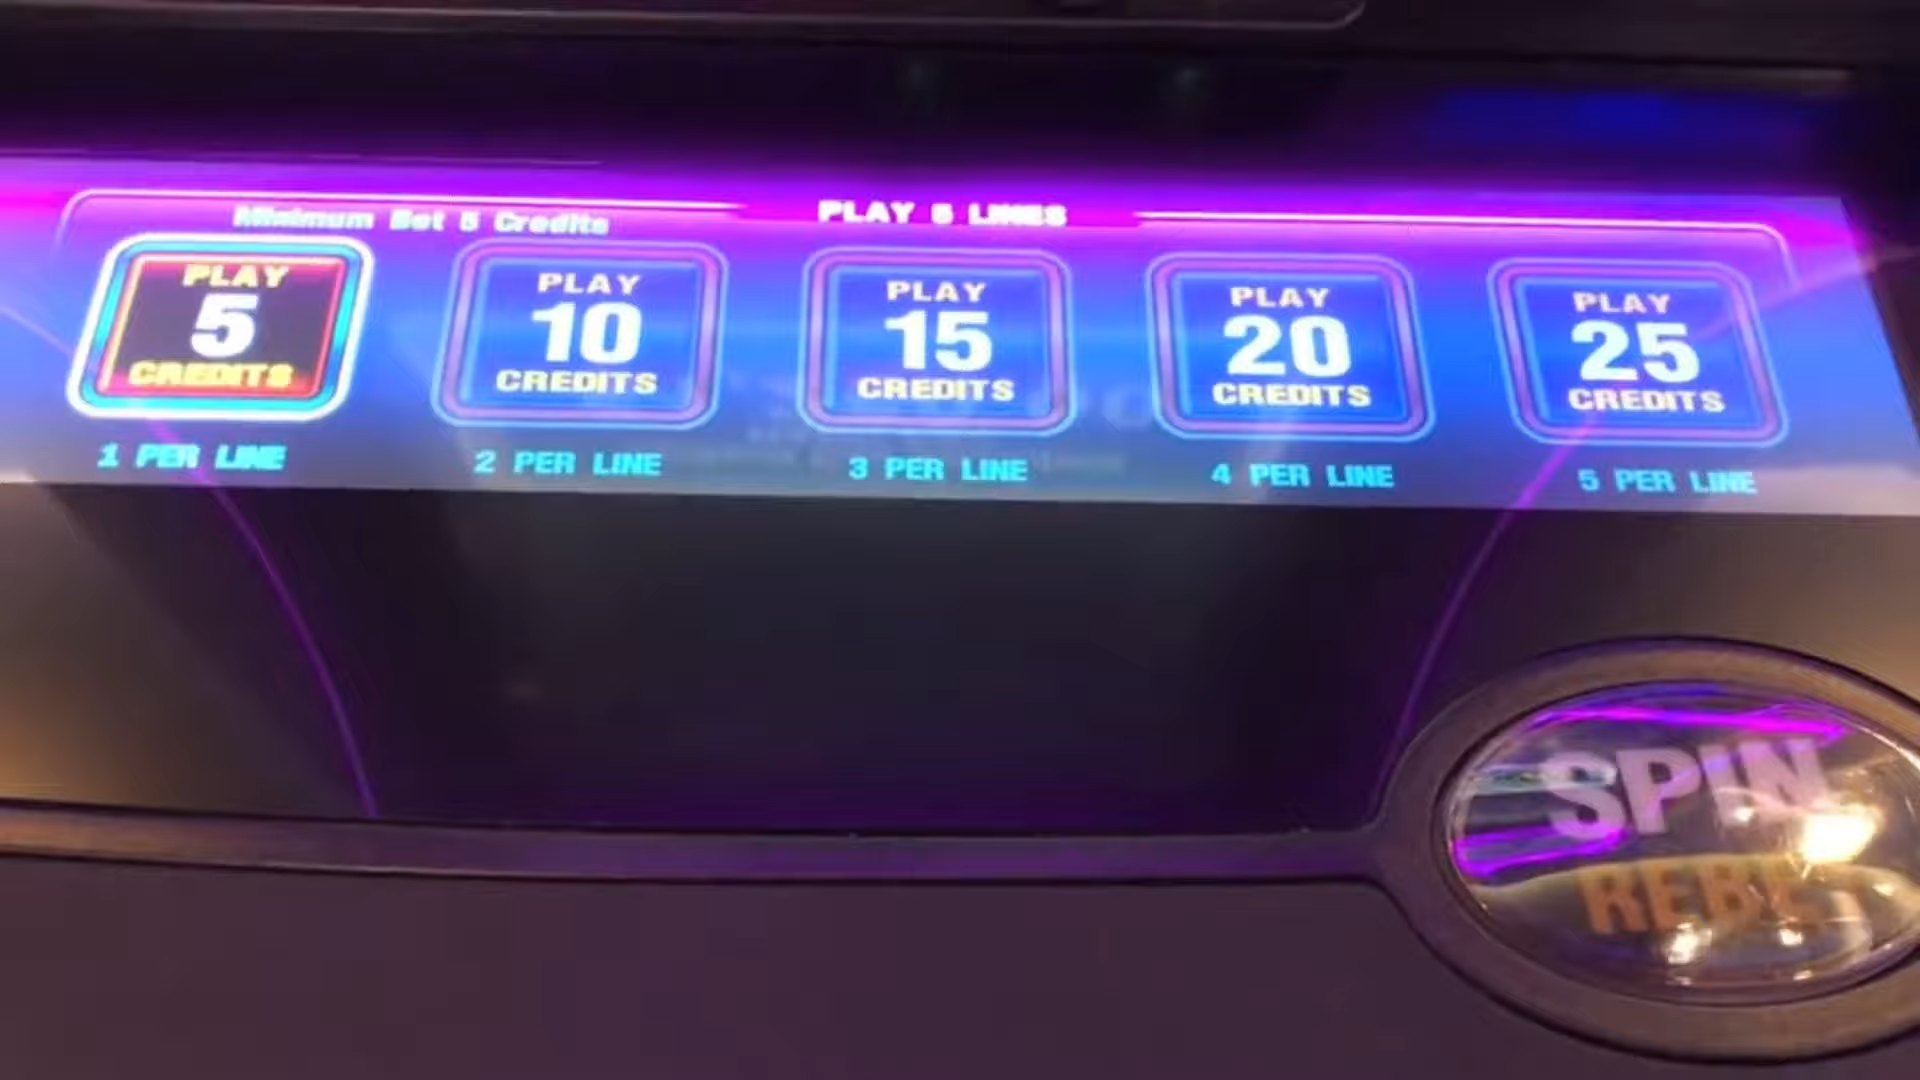 Minimum Bet 5 Credits
PLAY 5 LINES
PLAY
5
CREDITS
1 PER LINE
PLAY
10
CREDITS
2 PER LINE
PLAY
15
CREDITS
3 PER LINE
PLAY
20
CREDITS
4 PER LINE
PLAY
25
CREDITS
5 PER LINE
SPIN
REBET